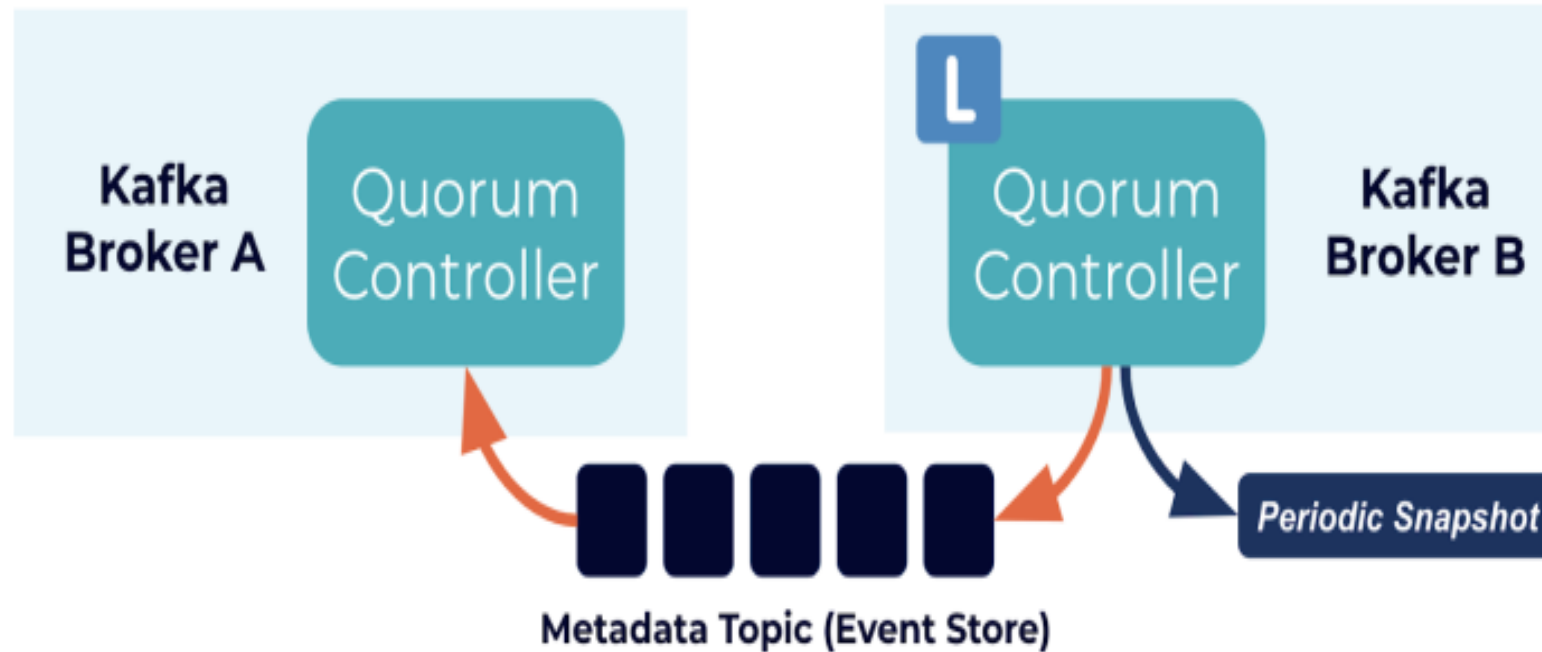 Kafka
Broker A
Quorum
Controller
L
Quorum
Controller
Kafka
Broker B
Periodic Snapshot
Metadata Topic (Event Store)